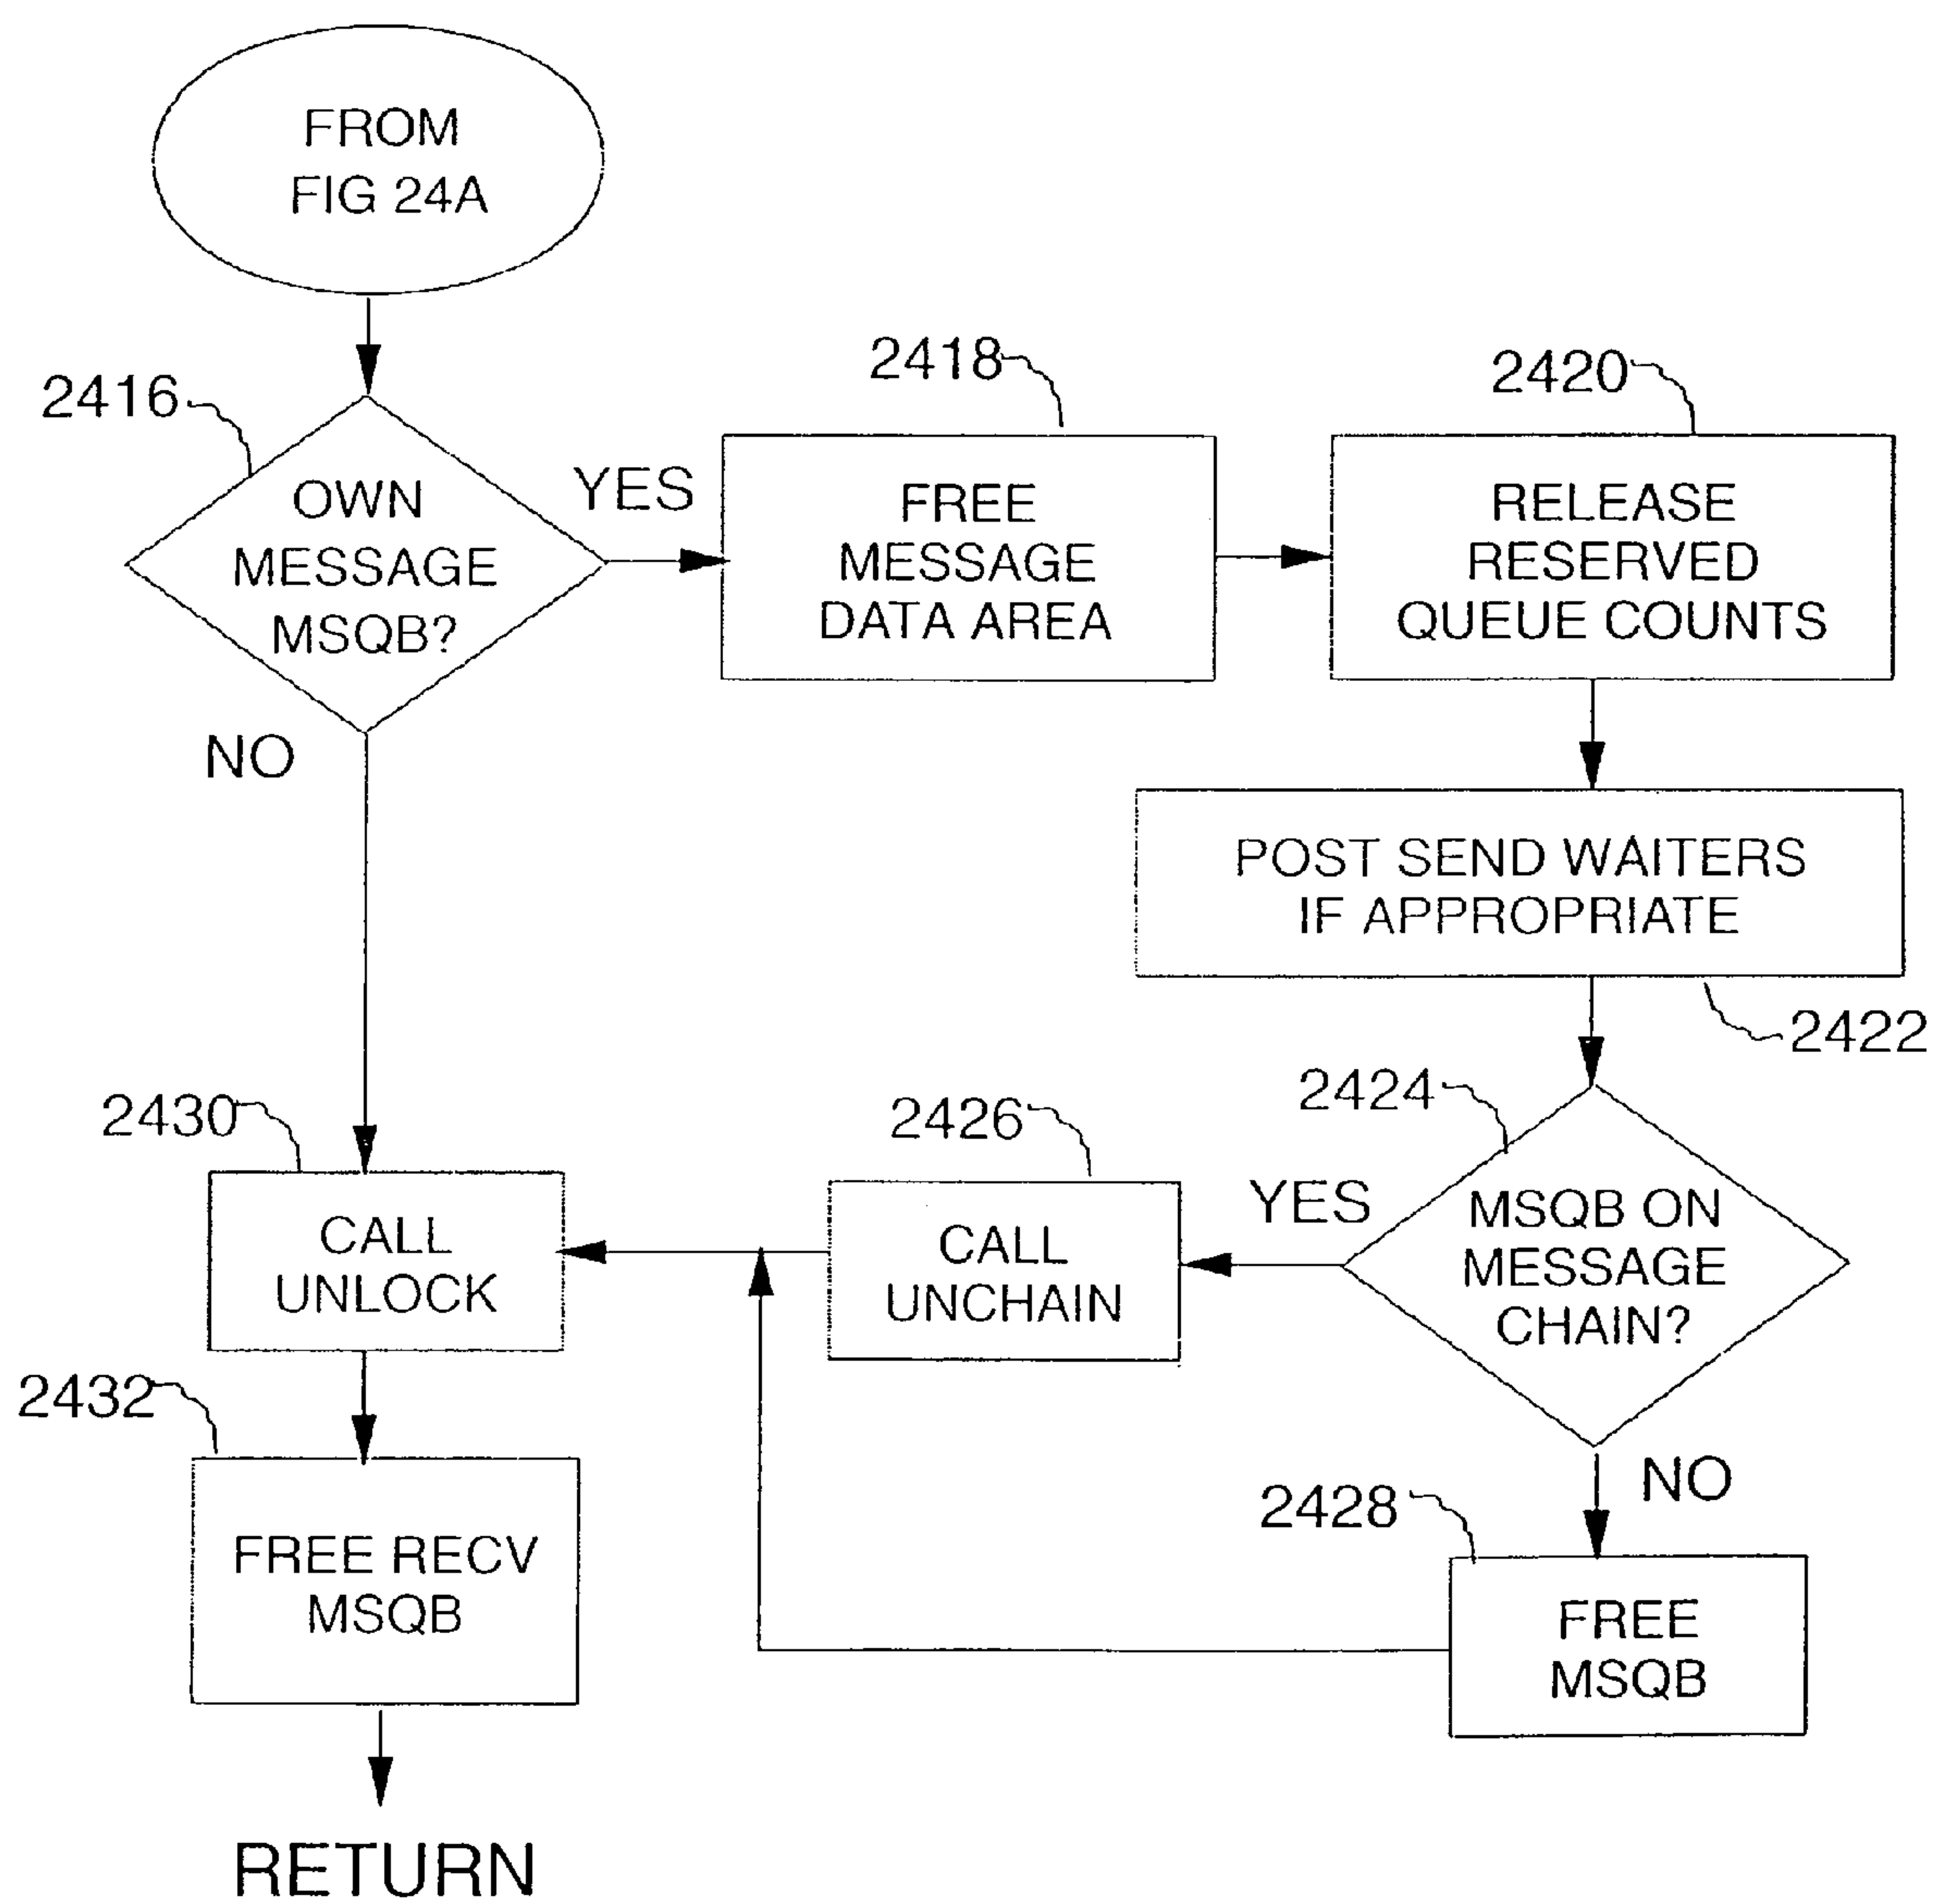 FROM
FIG 24A
2416
OWN
MESSAGE
MSQB?
YES
NO
2418
FREE
MESSAGE
DATA AREA
2420
RELEASE
RESERVED
QUEUE COUNTS
POST SEND WAITERS
IF APPROPRIATE
2422
2424
MSQB ON
MESSAGE
CHAIN?
YES
NO
2426
CALL
UNCHAIN
2428
FREE
MSQB
2430
CALL
UNLOCK
2432
FREE RECV
MSQB
RETURN